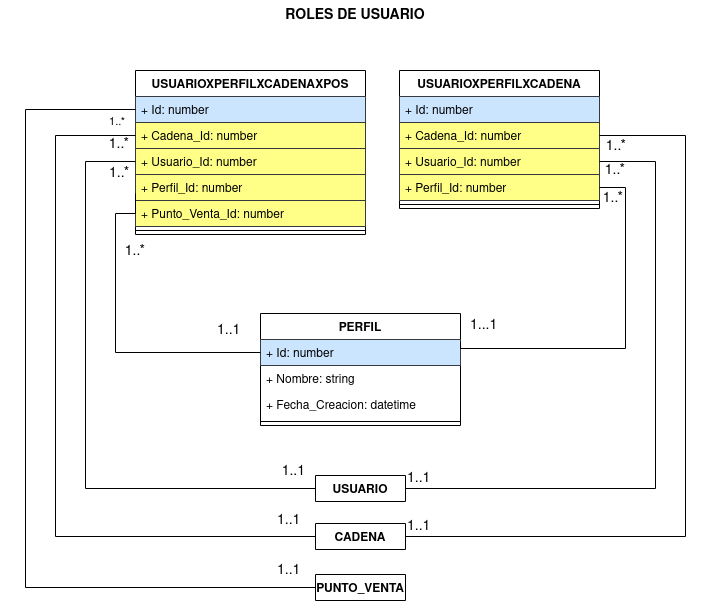 ROLES DE USUARIO
USUARIOXPERFILXCADENAXPOS
+ Id: number
+ Cadena_Id: number
+ Usuario_Id: number
+ Perfil_Id: number
+ Punto_Venta_Id: number
1..*
1..*
1..*
1..*
USUARIOXPERFILXCADENA
+ Id: number
+ Cadena_Id: number
+ Usuario_Id: number
+ Perfil_Id: number
1..*
1..*
1..*
1..1
PERFIL
1...1
+ Id: number
+ Nombre: string
+ Fecha_Creacion: datetime
1..1
USUARIO
1..1
1..1
CADENA
1..1
1..1
PUNTO_VENTA